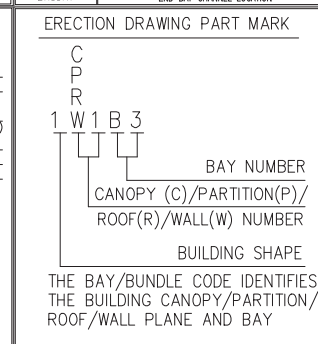 ERECTION DRAWING PART MARK
C
P
R
1 W 1 B 3
BAY NUMBER
CANOPY (C)/PARTITION(P)/
ROOF(R)/WALL(W) NUMBER
BUILDING SHAPE
THE BAY/BUNDLE CODE IDENTIFIES
THE BUILDING CANOPY/PARTITION/
ROOF/WALL PLANE AND BAY